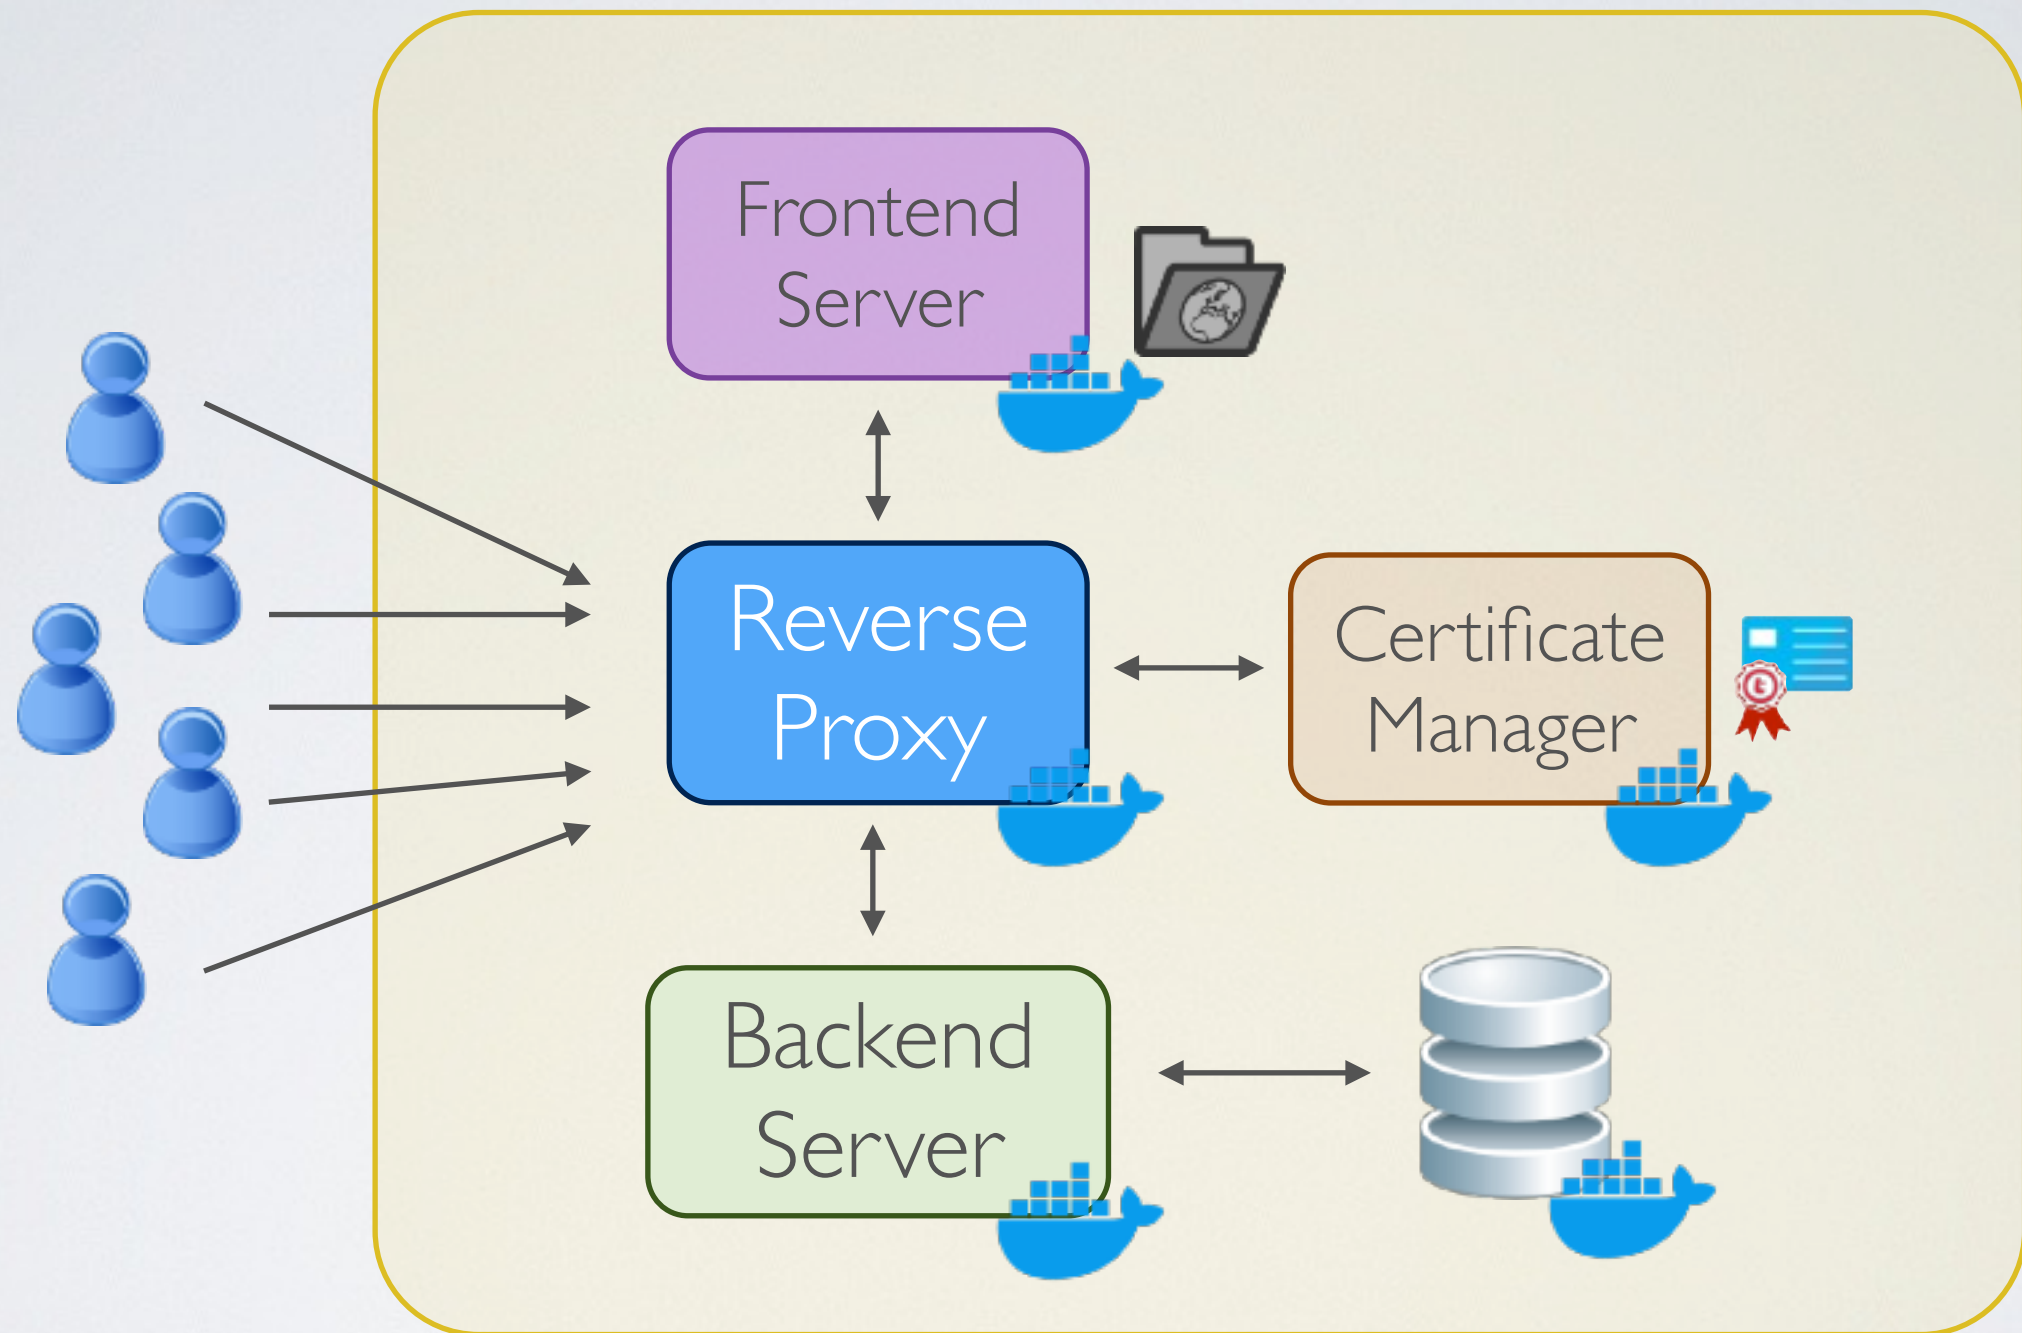 Frontend
Server
Reverse
Proxy
Certificate
Manager
Backend
Server